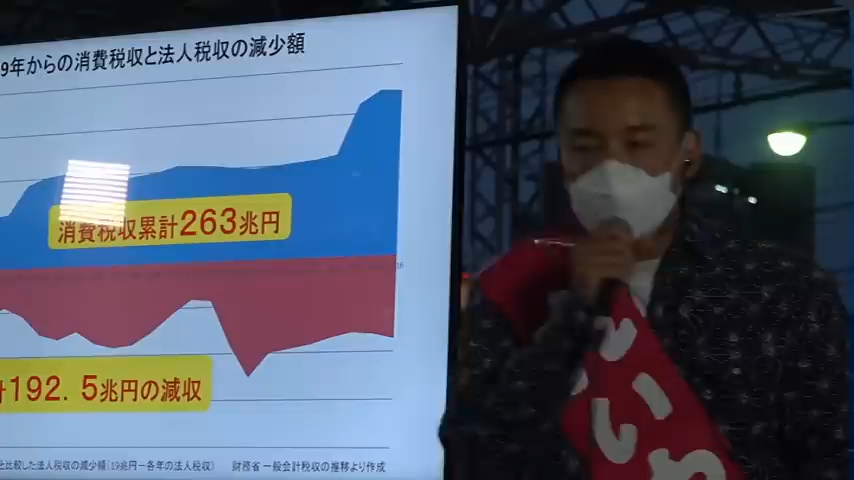 9年からの消費税収と法人税収の減少額
消費税収累計263兆円
計192.5兆円の減収
と比較した法人税収の減少額(19兆円－各年の法人税収)
財務省 一般会計税収の推移より作成